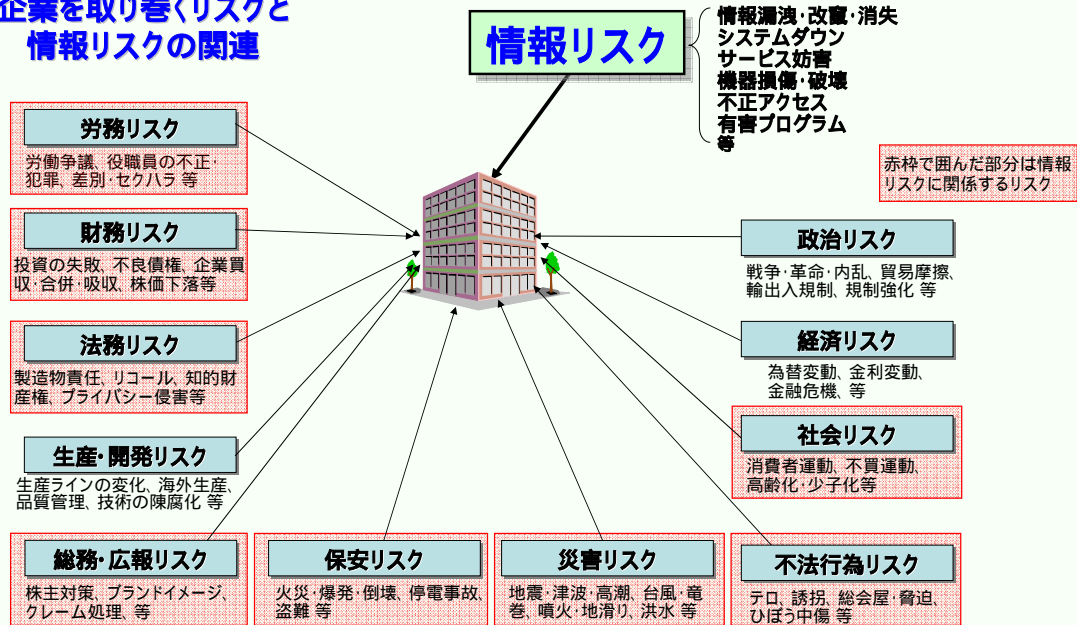 企業を取り巻くリスクと
情報リスクの関連
情報リスク
情報漏洩・改竄・消失
システムダウン
サービス妨害
機器損傷・破壊
不正アクセス
有害プログラム
等
赤枠で囲んだ部分は情報
リスクに関係するリスク
労務リスク
労働争議、役職員の不正・
犯罪、差別・セクハラ 等
財務リスク
投資の失敗、不良債権、企業買
収・合併・吸収、株価下落等
法務リスク
製造物責任、リコール、知的財
産権、プライバシー侵害等
生産・開発リスク
生産ラインの変化、海外生産、
品質管理、技術の陳腐化 等
総務・広報リスク
株主対策、ブランドイメージ、
クレーム処理、等
保安リスク
火災・爆発・倒壊、停電事故、
盗難 等
災害リスク
地震・津波・高潮、台風・竜
巻、噴火・地滑り、洪水 等
政治リスク
戦争・革命・内乱、貿易摩擦、
輸出入規制、規制強化 等
経済リスク
為替変動、金利変動、
金融危機、等
社会リスク
消費者運動、不買運動、
高齢化・少子化等
不法行為リスク
テロ、誘拐、総会屋・脅迫、
ひぼう中傷 等